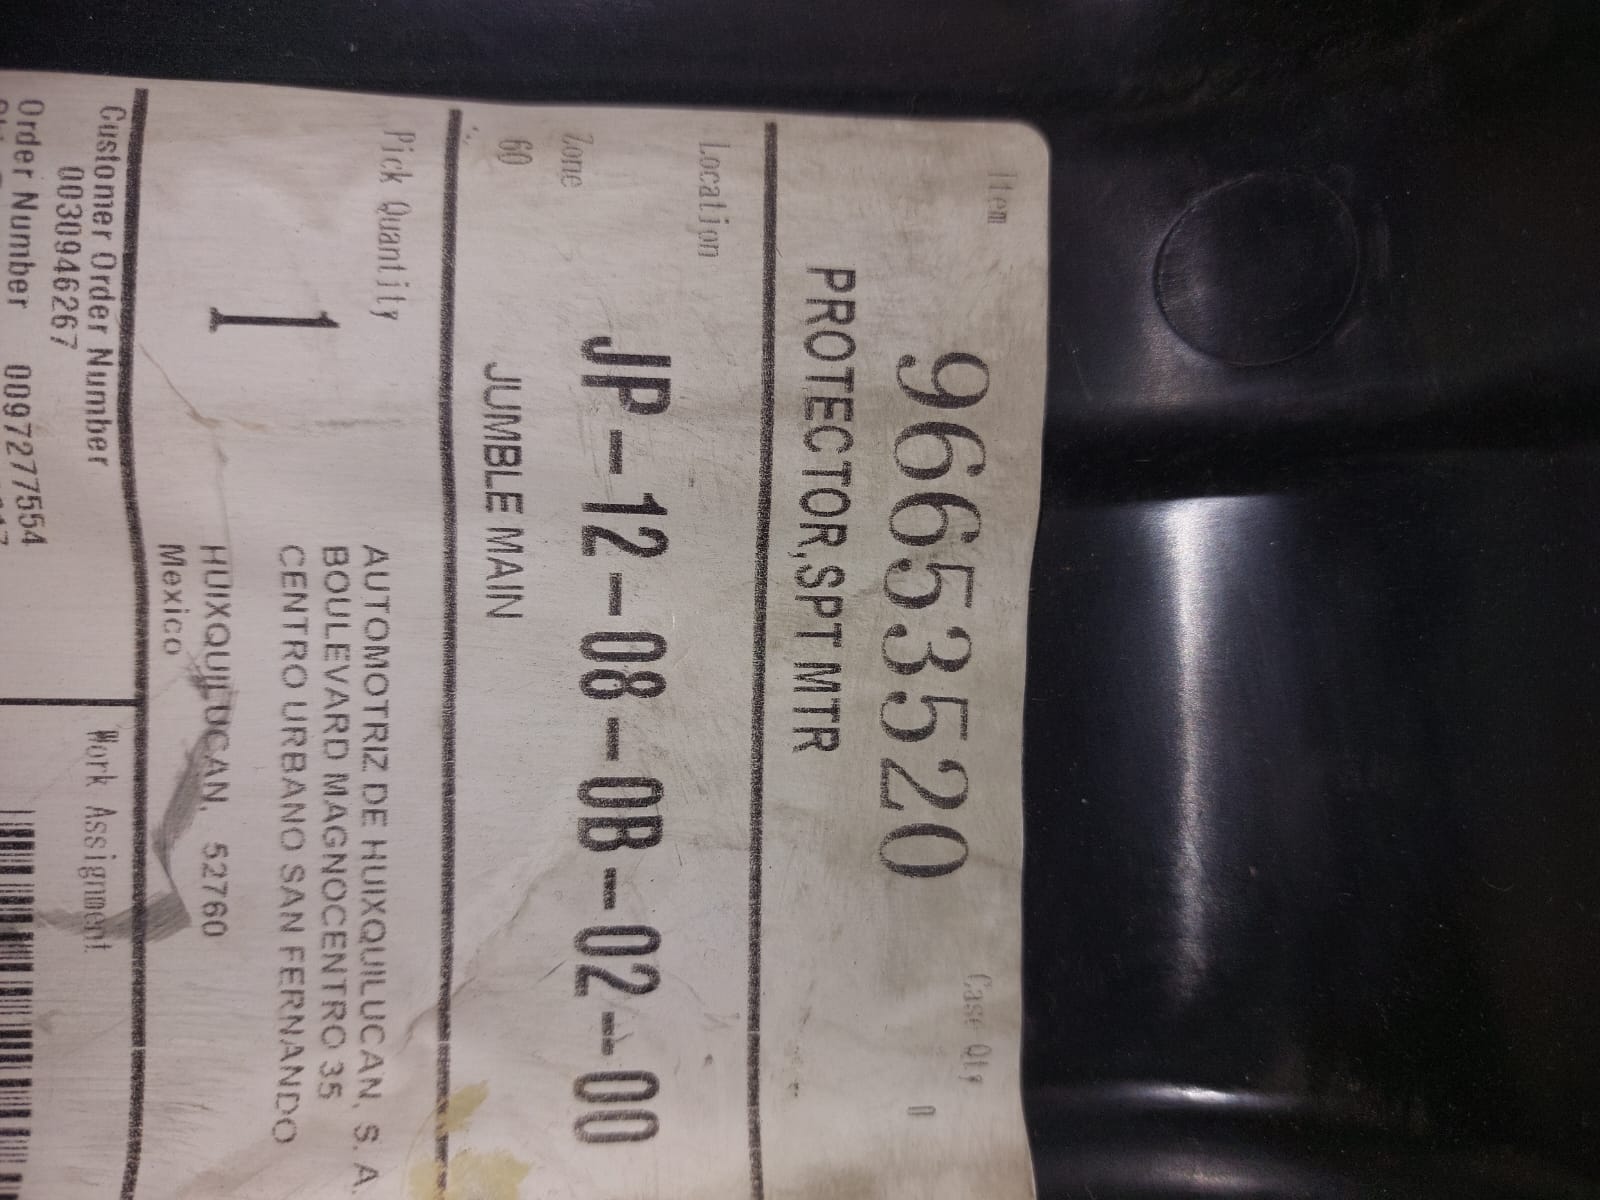 Item
96653520
Case Qty
0
PROTECTOR,SPT MTR
Location
JP-12-08-0B-02-00
Zone
60
JUMBLE MAIN
Pick Quantity
1
AUTOMOTRIZ DE HUIXQUILUCAN, S. A.
BOULEVARD MAGNOCENTRO 35
CENTRO URBANO SAN FERNANDO
HUIXQUILUCAN, 52760
Mexico
Customer Order Number
0030946267
Work Assignment
Order Number 0097277554